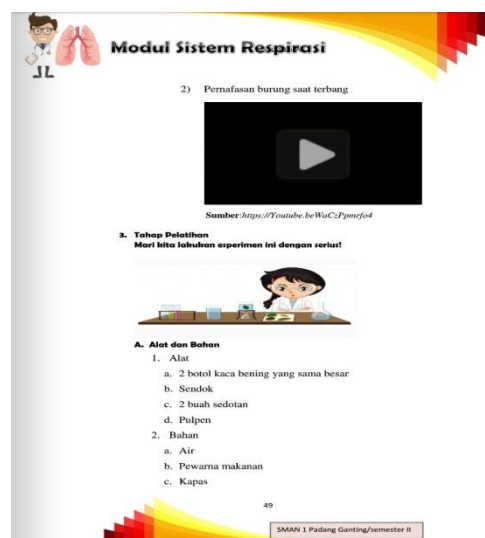 Modul Sistem Respirasi
2) Pernafasan burung saat terbang
Sumber:https://Youtube.beWaCzPpmrfo4
3. Tahap Pelatihan
Mari kita lakukan esperimen ini dengan serius!
A. Alat dan Bahan
1. Alat
a. 2 botol kaca bening yang sama besar
b. Sendok
c. 2 buah sedotan
d. Pulpen
2. Bahan
a. Air
b. Pewarna makanan
c. Kapas
49
SMAN 1 Padang Ganting/semester II